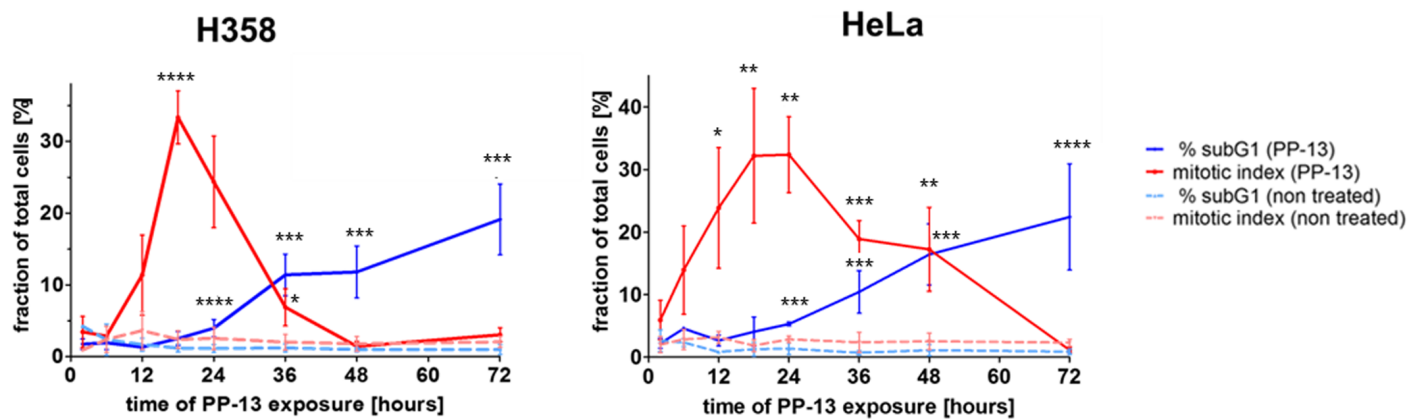 H358
HeLa
fraction of total cells [%]
30
20
10
0
0 12 24 36 48 60 72
time of PP-13 exposure [hours]
****
****
***
*
***
***
fraction of total cells [%]
40
30
20
10
0
0 12 24 36 48 60 72
time of PP-13 exposure [hours]
*
**
**
***
***
***
**
***
****
% subG1 (PP-13)
mitotic index (PP-13)
% subG1 (non treated)
mitotic index (non treated)